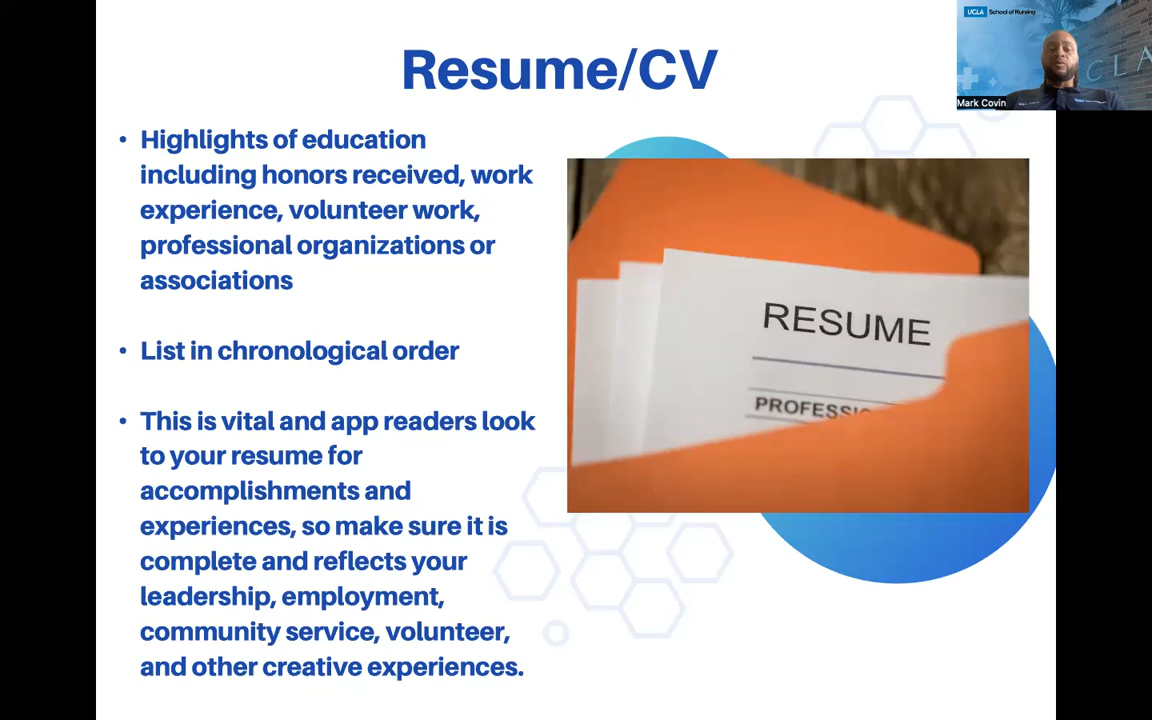 Resume/CV
UCLA School of Nursing
CLA
Mark Covin
• Highlights of education
including honors received, work
experience, volunteer work,
professional organizations or
associations
• List in chronological order
• This is vital and app readers look
to your resume for
accomplishments and
experiences, so make sure it is
complete and reflects your
leadership, employment,
community service, volunteer,
and other creative experiences.
RESUME
PROFESSIO